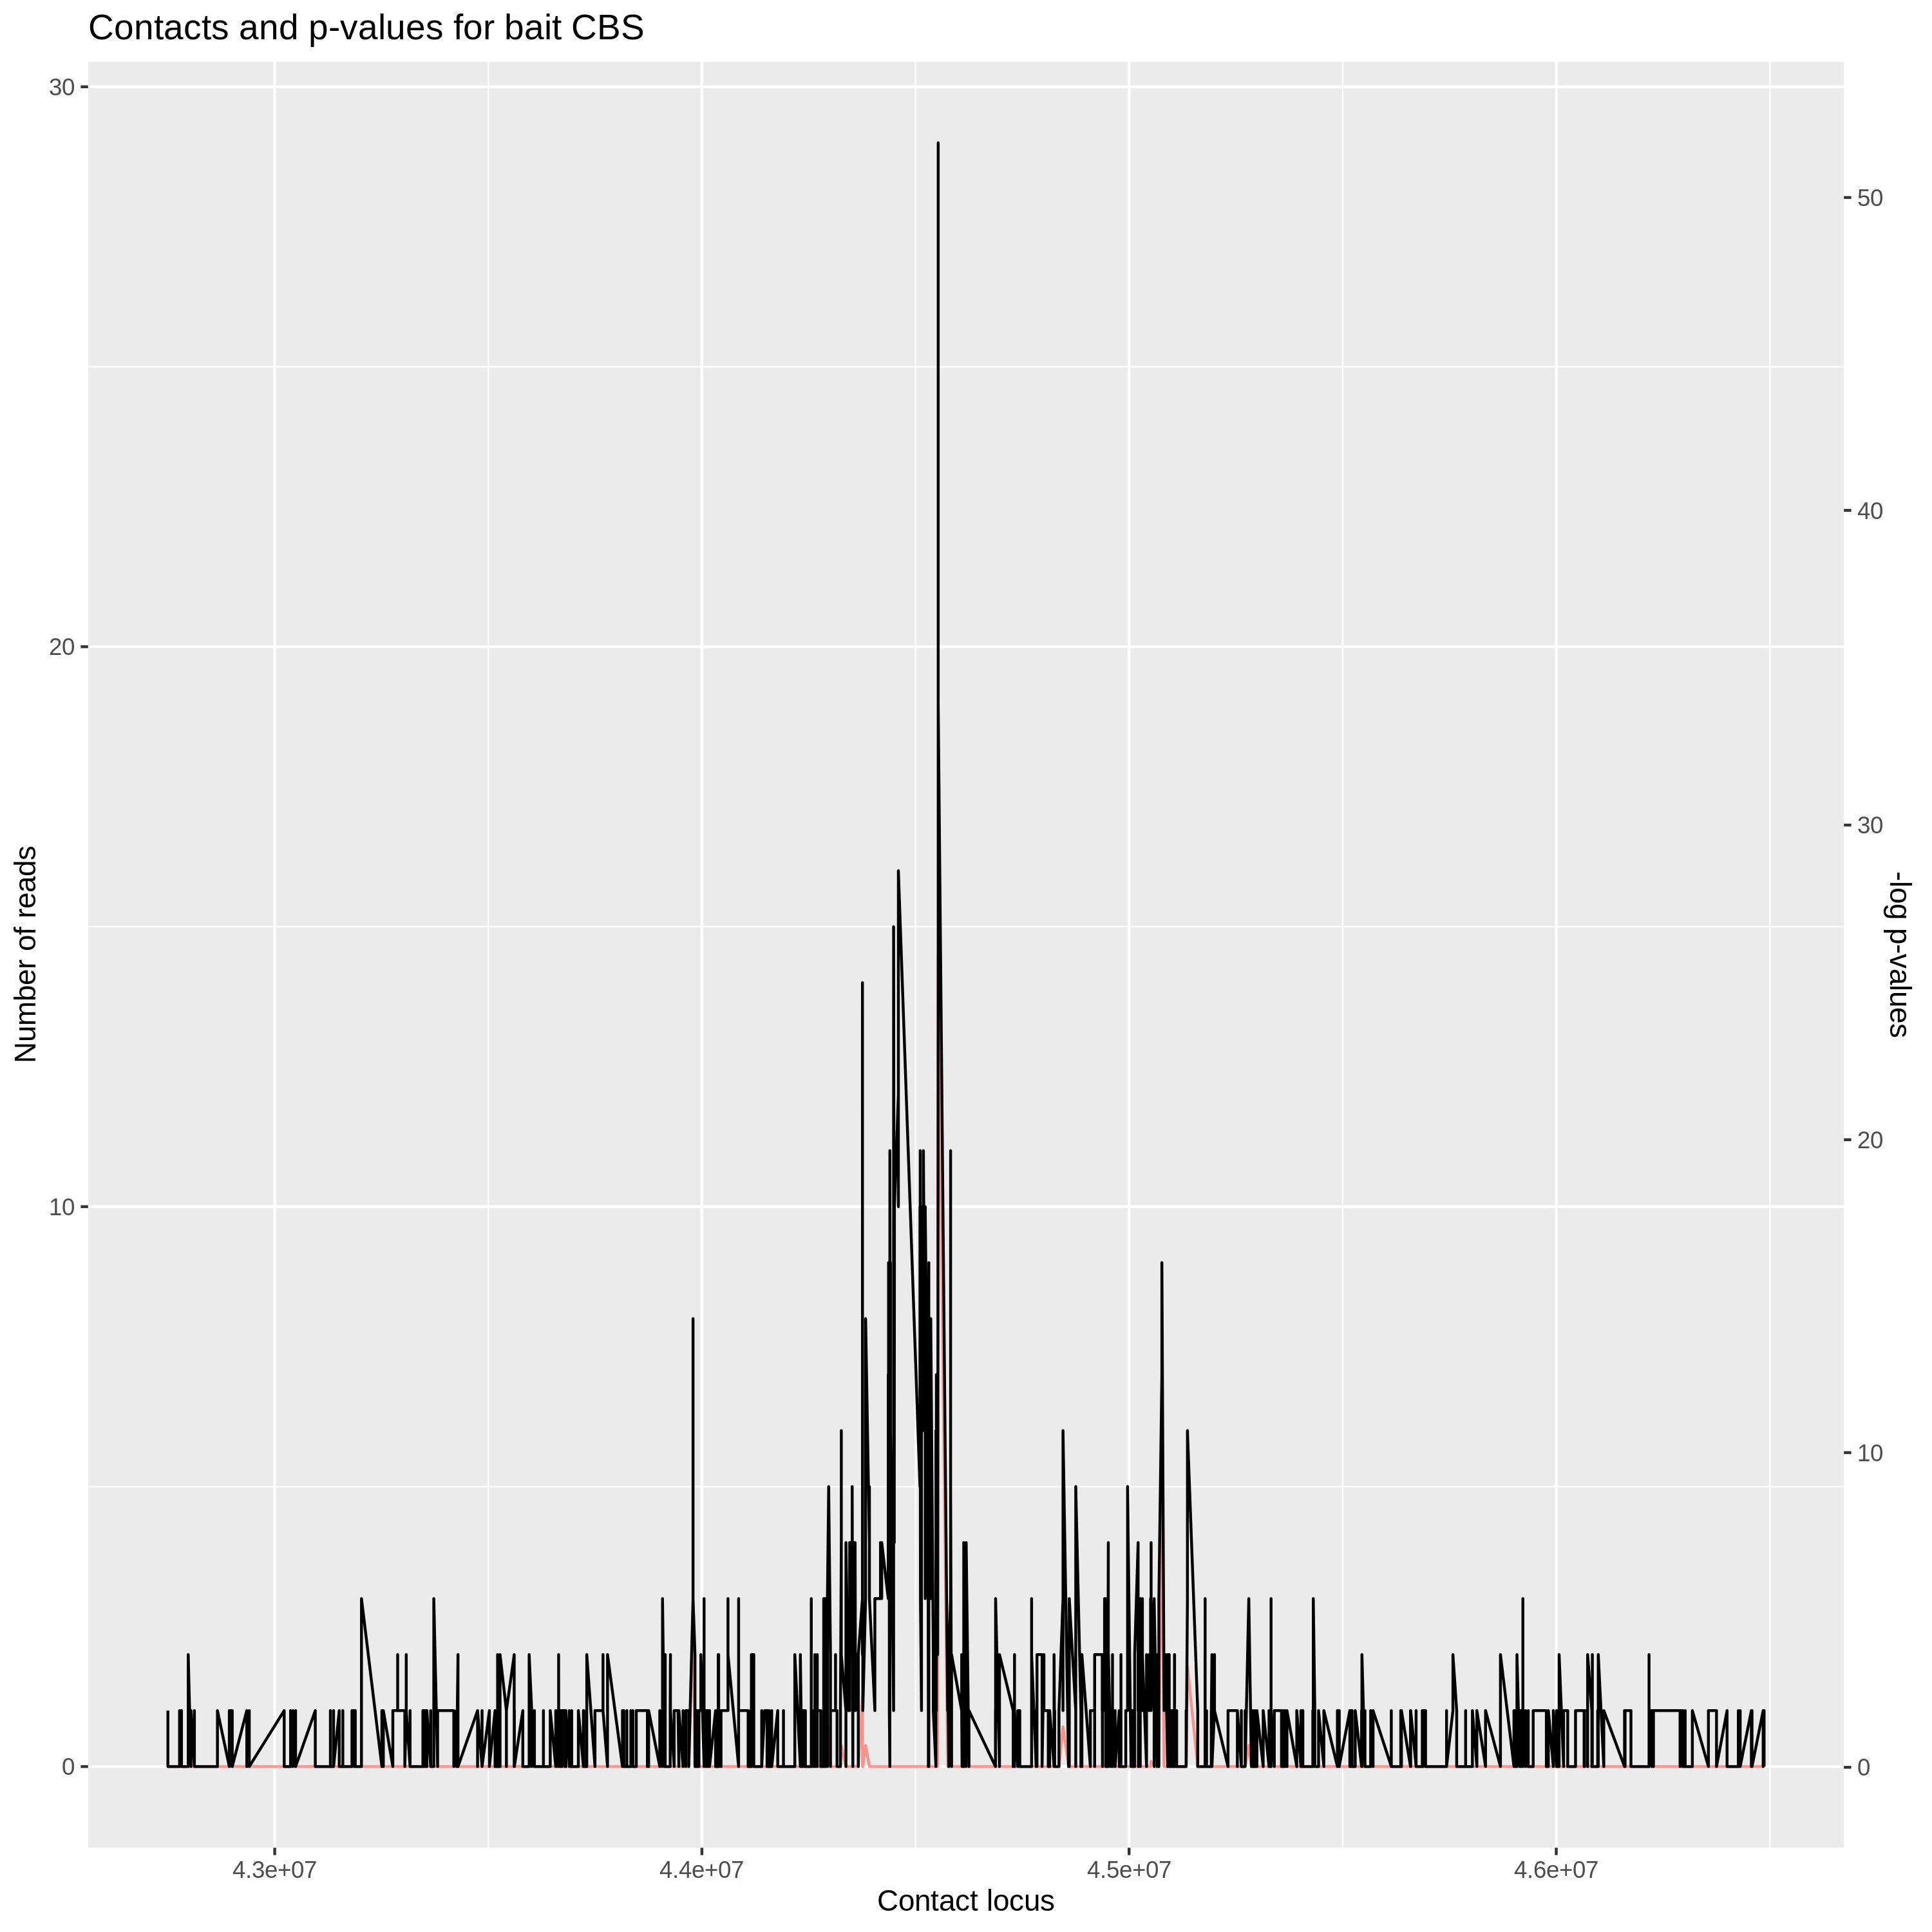 Contacts and p-values for bait CBS
30
20
10
0
Number of reads
50
40
30
20
10
0
-log p-values
4.3e+07
4.4e+07
4.5e+07
4.6e+07
Contact locus